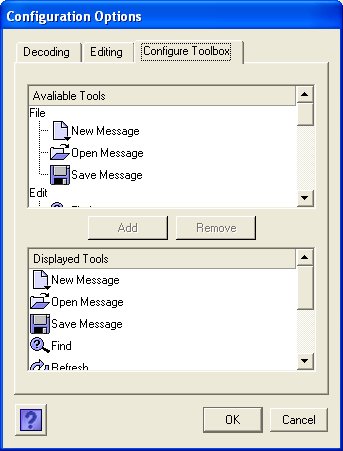 Configuration Options
Decoding Editing Configure Toolbox
Avaliable Tools
File
New Message
Open Message
Save Message
Edit
Add Remove
Displayed Tools
New Message
Open Message
Save Message
Find
Refresh
OK Cancel